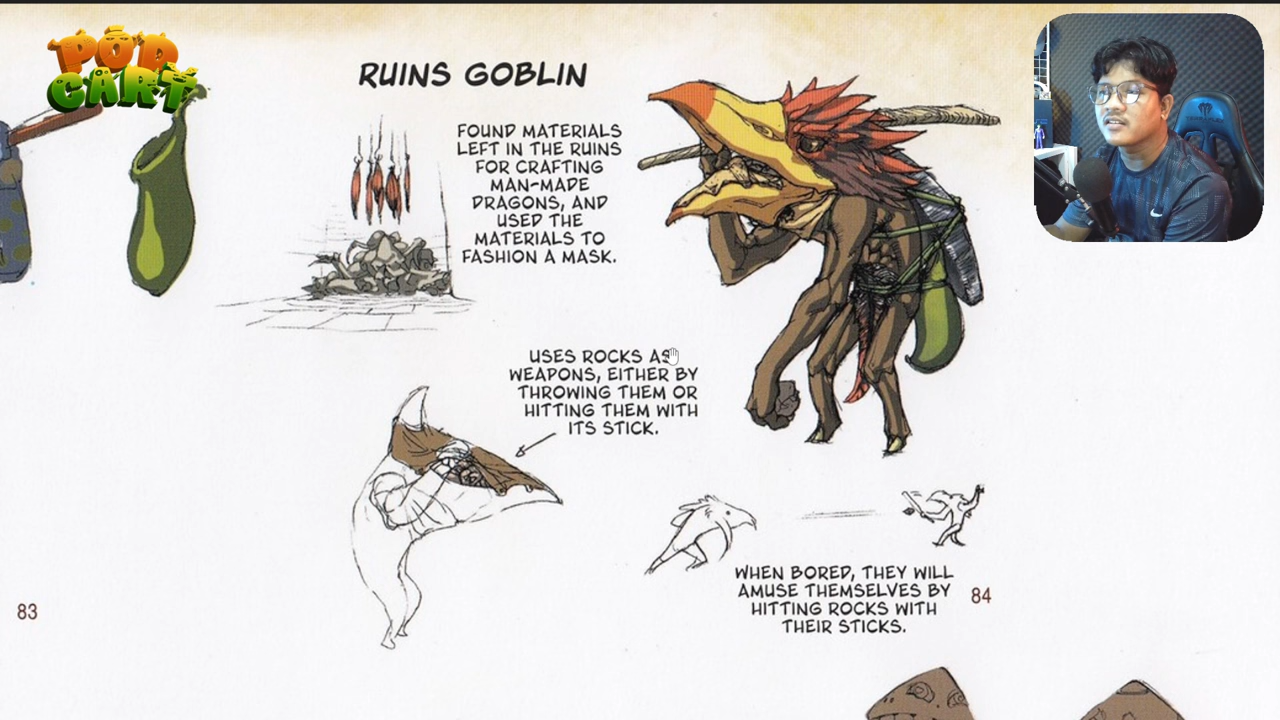 POD
CART
RUINS GOBLIN
FOUND MATERIALS
LEFT IN THE RUINS
FOR CRAFTING
MAN-MADE
DRAGONS, AND
USED THE
MATERIALS TO
FASHION A MASK.
USES ROCKS AS
WEAPONS, EITHER BY
THROWING THEM OR
HITTING THEM WITH
ITS STICK.
WHEN BORED, THEY WILL
AMUSE THEMSELVES BY
HITTING ROCKS WITH
THEIR STICKS.
83
84